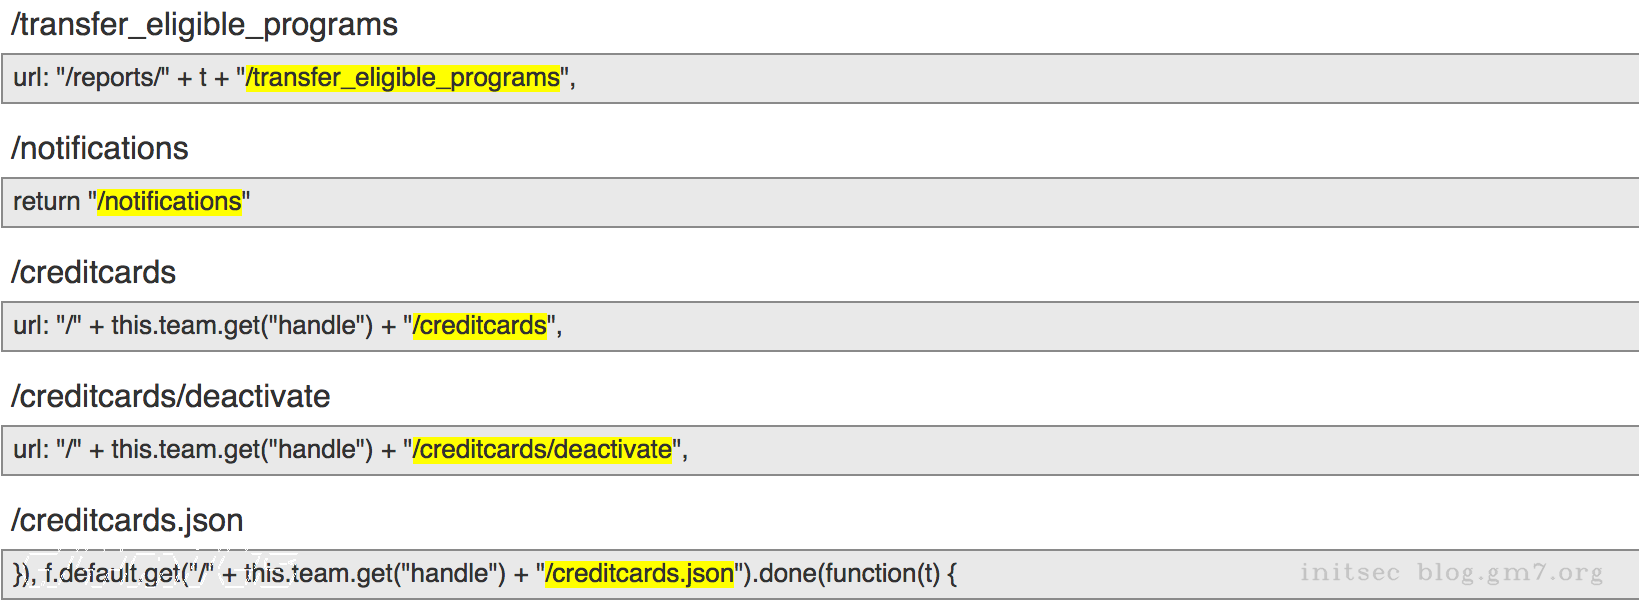 /transfer_eligible_programs
url: "/reports/" + t + "/transfer_eligible_programs",
/notifications
return "/notifications"
/creditcards
url: "/" + this.team.get("handle") + "/creditcards",
/creditcards/deactivate
url: "/" + this.team.get("handle") + "/creditcards/deactivate",
/creditcards.json
}), f.default.get("/" + this.team.get("handle") + "/creditcards.json").done(function(t) {
initsec blog.gm7.org